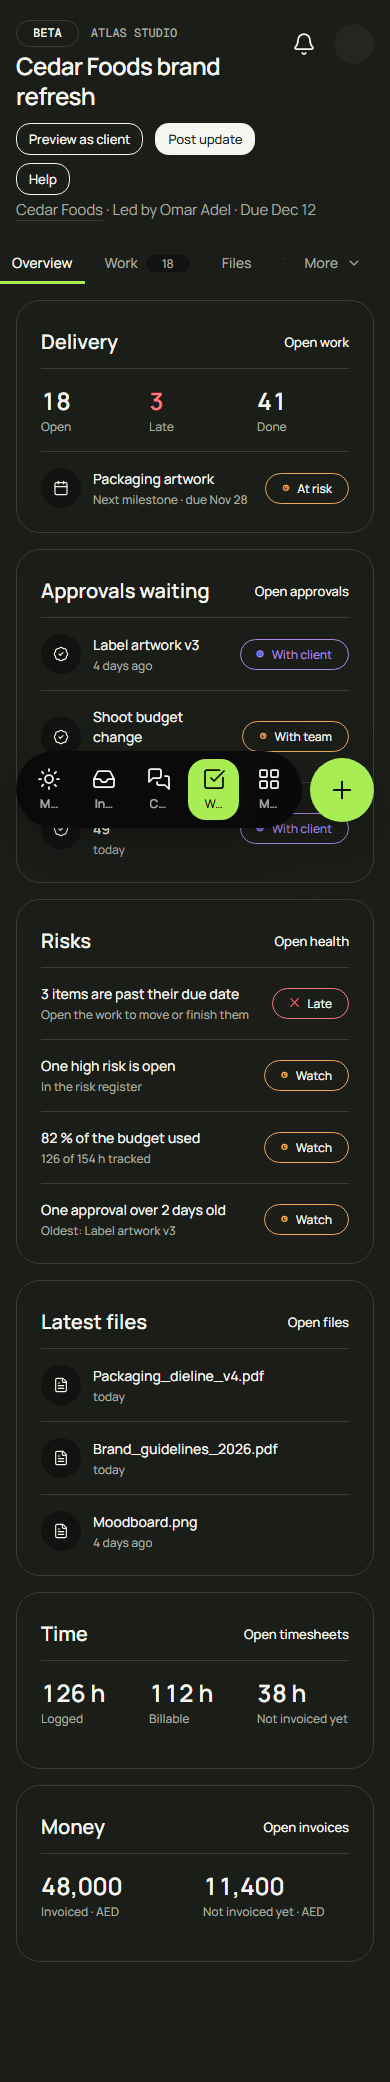 BETA ATLAS STUDIO
Cedar Foods brand
refresh
Preview as client Post update
Help
Cedar Foods · Led by Omar Adel · Due Dec 12
Overview Work 18 Files More
Delivery Open work
18 3 41
Open Late Done
Packaging artwork
Next milestone · due Nov 28
At risk
Approvals waiting Open approvals
Label artwork v3
4 days ago
With client
Shoot budget
change
With team
M... In... C... W... M...
49
today
With client
Risks Open health
3 items are past their due date
Open the work to move or finish them
Late
One high risk is open
In the risk register
Watch
82 % of the budget used
126 of 154 h tracked
Watch
One approval over 2 days old
Oldest: Label artwork v3
Watch
Latest files Open files
Packaging_dieline_v4.pdf
today
Brand_guidelines_2026.pdf
today
Moodboard.png
4 days ago
Time Open timesheets
126 h 112 h 38 h
Logged Billable Not invoiced yet
Money Open invoices
48,000 11,400
Invoiced · AED Not invoiced yet · AED